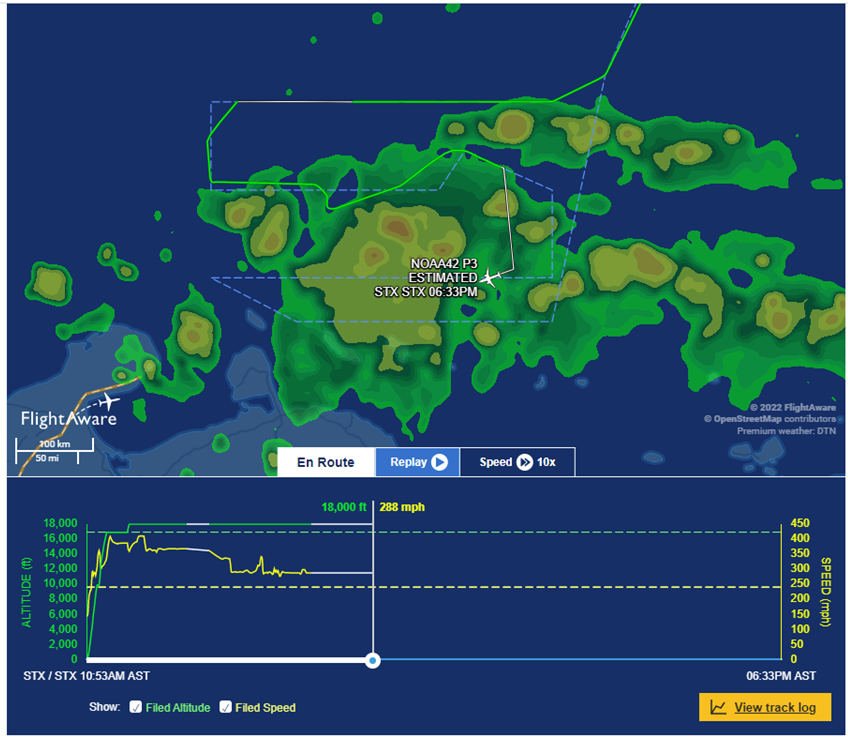 NOAA42 P3
ESTIMATED
STX STX 06:33PM
FlightAware
100 km
50 mi
© 2022 FlightAware
© OpenStreetMap contributors
Premium weather: DTN
En Route
Replay
Speed 10x
18,000 ft 288 mph
18,000
16,000
14,000
12,000
10,000
8,000
6,000
4,000
2,000
0
ALTITUDE (ft)
450
400
350
300
250
200
150
100
50
0
SPEED (mph)
STX / STX 10:53AM AST
06:33PM AST
Show: Filed Altitude Filed Speed
View track log